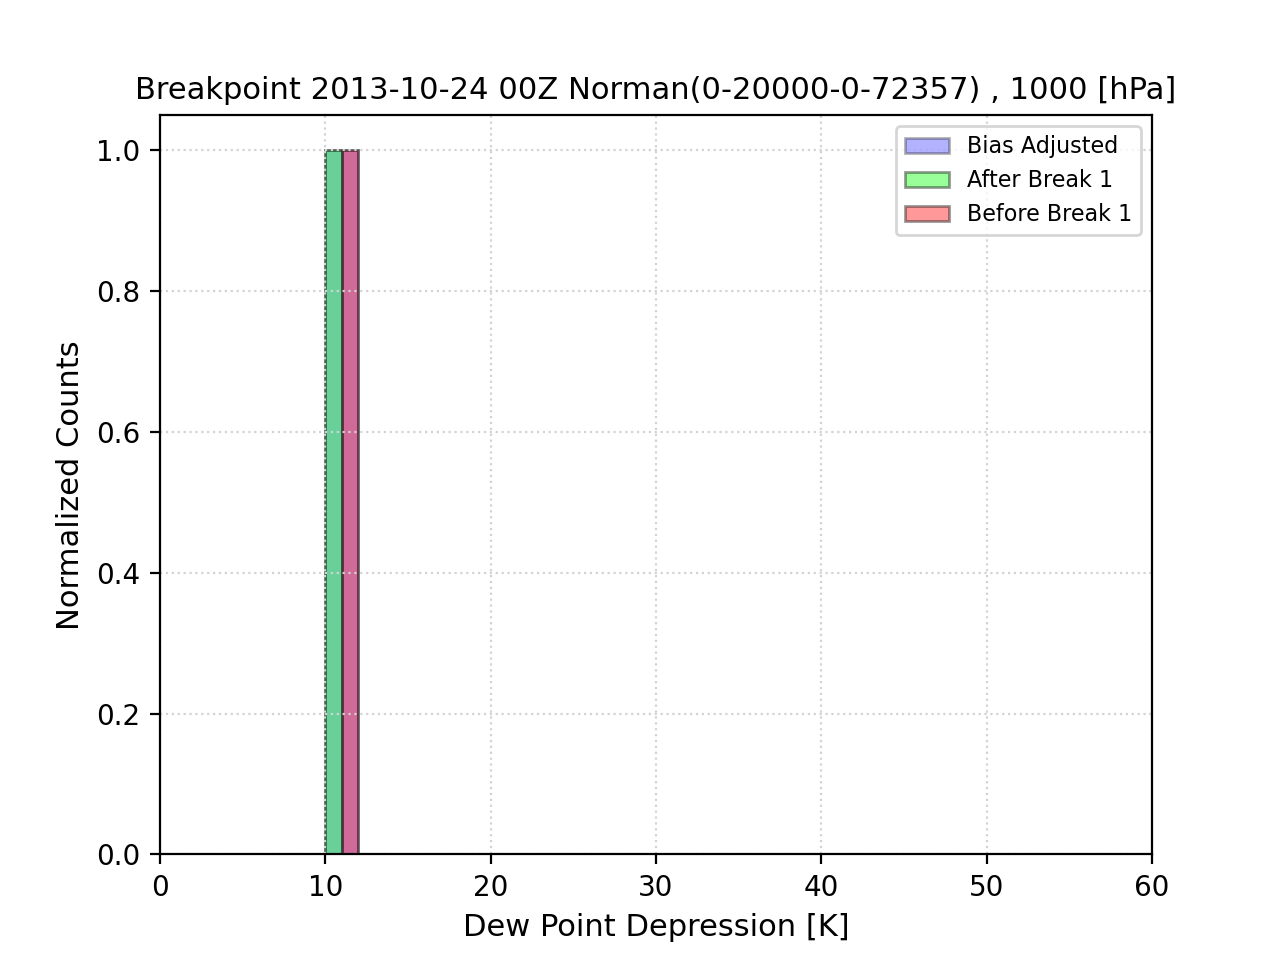 Breakpoint 2013-10-24 00Z Norman(0-20000-0-72357) , 1000 [hPa]
Bias Adjusted
After Break 1
Before Break 1
Normalized Counts
1.0
0.8
0.6
0.4
0.2
0.0
0 10 20 30 40 50 60
Dew Point Depression [K]